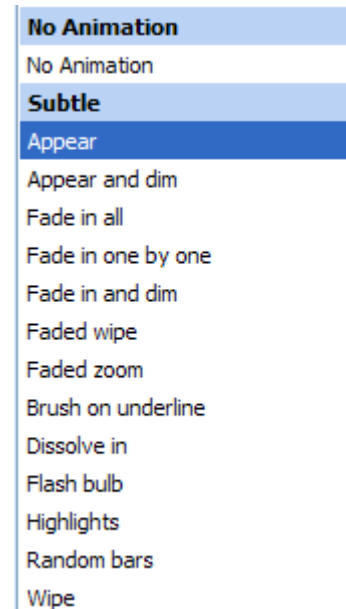 No Animation
No Animation
Subtle
Appear
Appear and dim
Fade in all
Fade in one by one
Fade in and dim
Faded wipe
Faded zoom
Brush on underline
Dissolve in
Flash bulb
Highlights
Random bars
Wipe